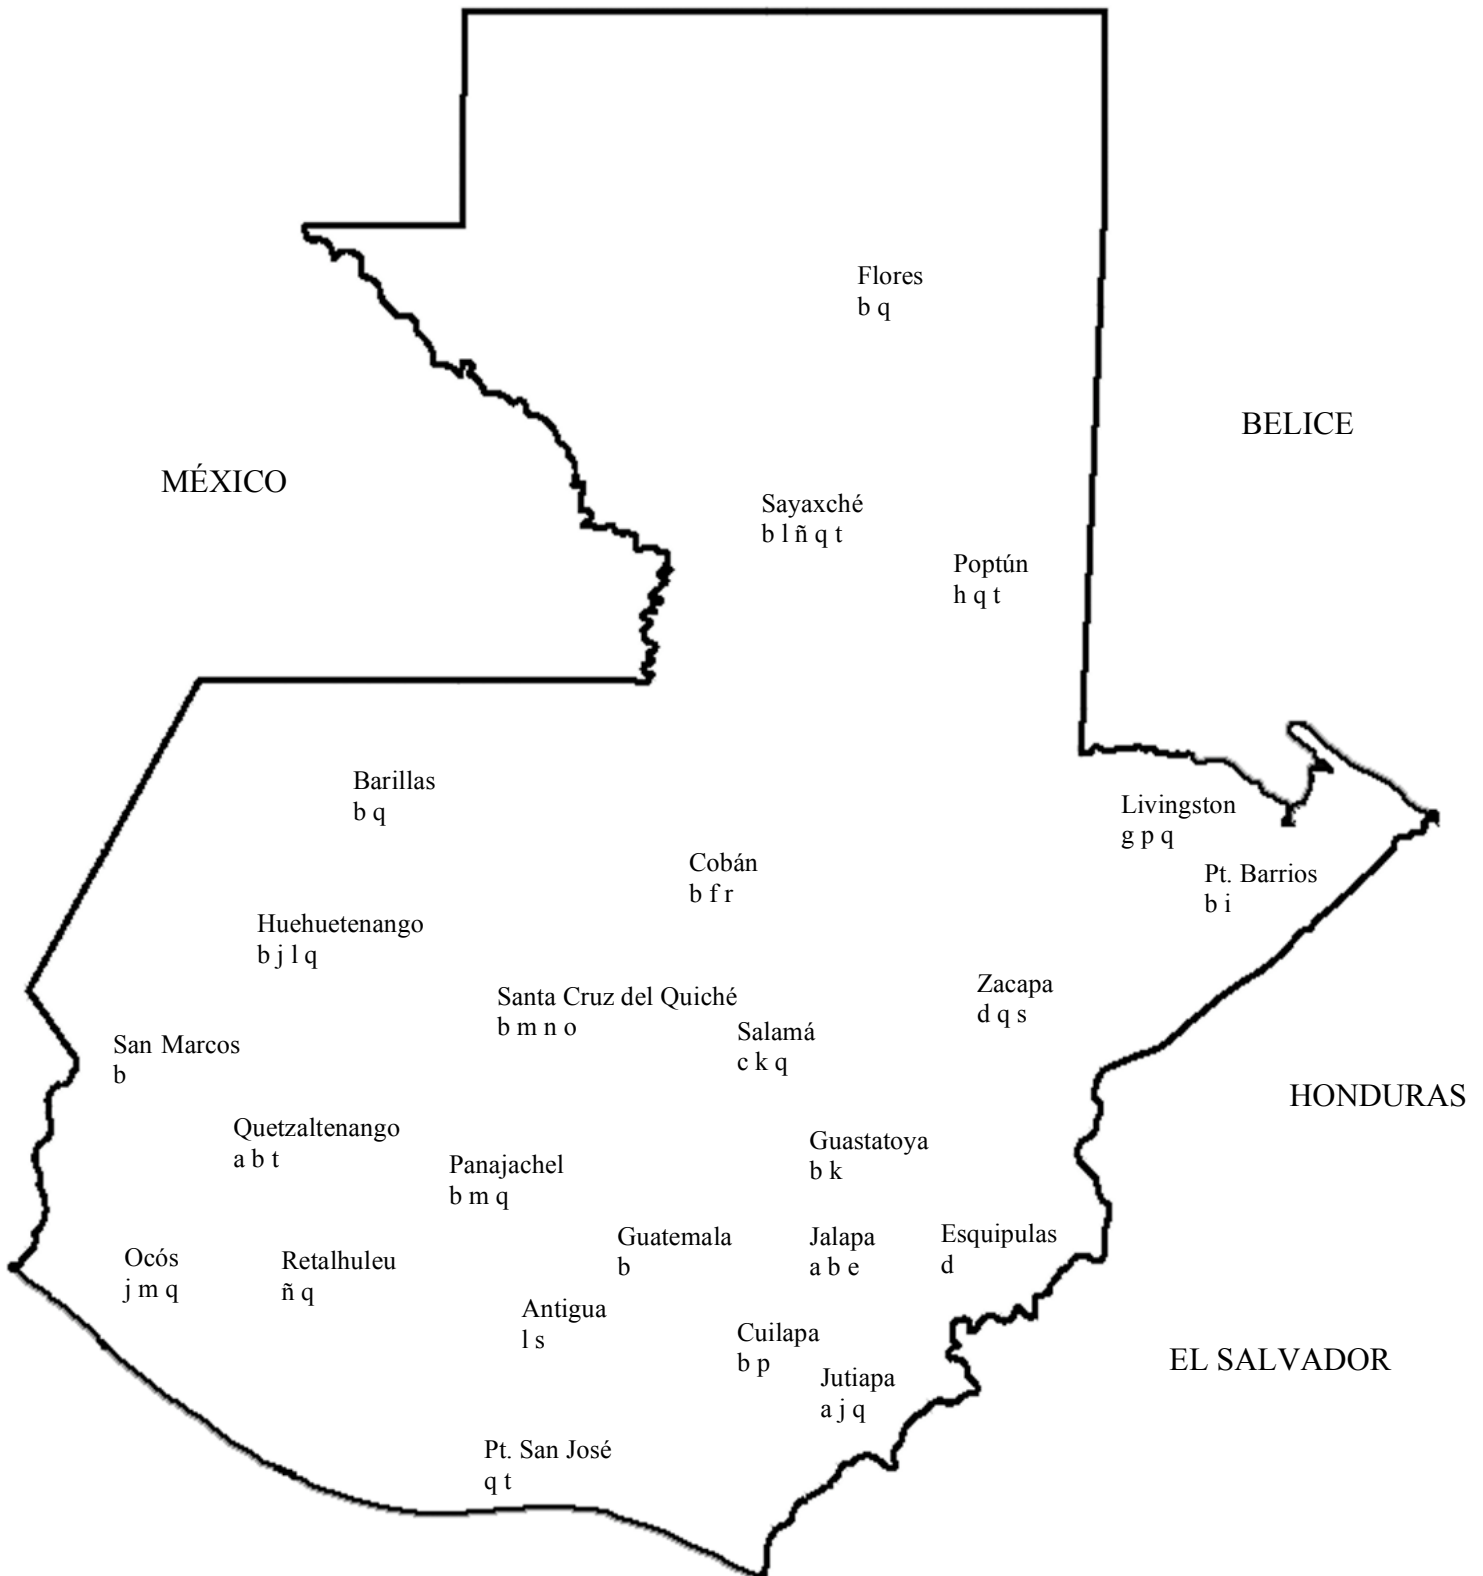 Flores
b q
BELICE
MÉXICO
Sayaxché
b l ñ q t
Poptún
h q t
Barillas
b q
Livingston
g p q
Cobán
b f r
Pt. Barrios
b i
Huehuetenango
b j l q
Zacapa
d q s
Santa Cruz del Quiché
b m n o
Salamá
c k q
San Marcos
b
HONDURAS
Quetzaltenango
a b t
Guastatoya
b k
Panajachel
b m q
Guatemala
b
Jalapa
a b e
Esquipulas
d
Ocós
j m q
Retalhuleu
ñ q
Antigua
l s
Cuilapa
b p
EL SALVADOR
Jutiapa
a j q
Pt. San José
q t